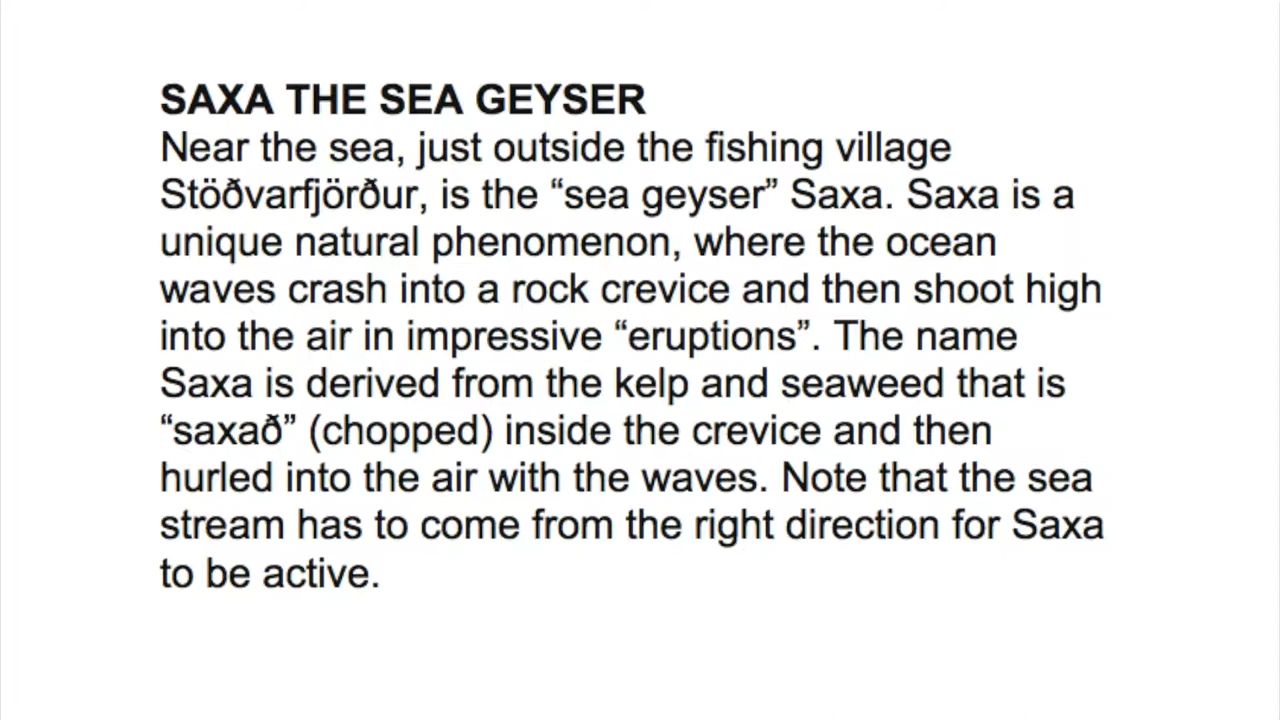 SAXA THE SEA GEYSER
Near the sea, just outside the fishing village
Stöðvarfjörður, is the “sea geyser” Saxa. Saxa is a
unique natural phenomenon, where the ocean
waves crash into a rock crevice and then shoot high
into the air in impressive “eruptions”. The name
Saxa is derived from the kelp and seaweed that is
“saxað” (chopped) inside the crevice and then
hurled into the air with the waves. Note that the sea
stream has to come from the right direction for Saxa
to be active.